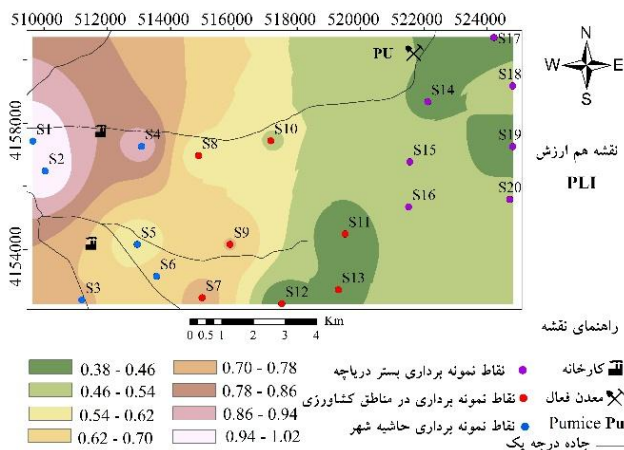 510000 512000 514000 516000 518000 520000 522000 524000
4158000
4154000
S17
PU
S18
S14
S1
S4
S10
S19
S8
S2
S15
S20
S16
S11
S5
S9
S6
S13
S3
S7
S12
N
W E
S
نقشه هم ارزش
PLI
Km
0 0.5 1 2 3 4
راهنمای نقشه
0.38 - 0.46
0.46 - 0.54
0.54 - 0.62
0.62 - 0.70
0.70 - 0.78
0.78 - 0.86
0.86 - 0.94
0.94 - 1.02
نقاط نمونه برداری بستر دریاچه
نقاط نمونه برداری در مناطق کشاورزی
نقاط نمونه برداری حاشیه شهر
کارخانه
معدن فعال
Pumice Pu
جاده درجه یک